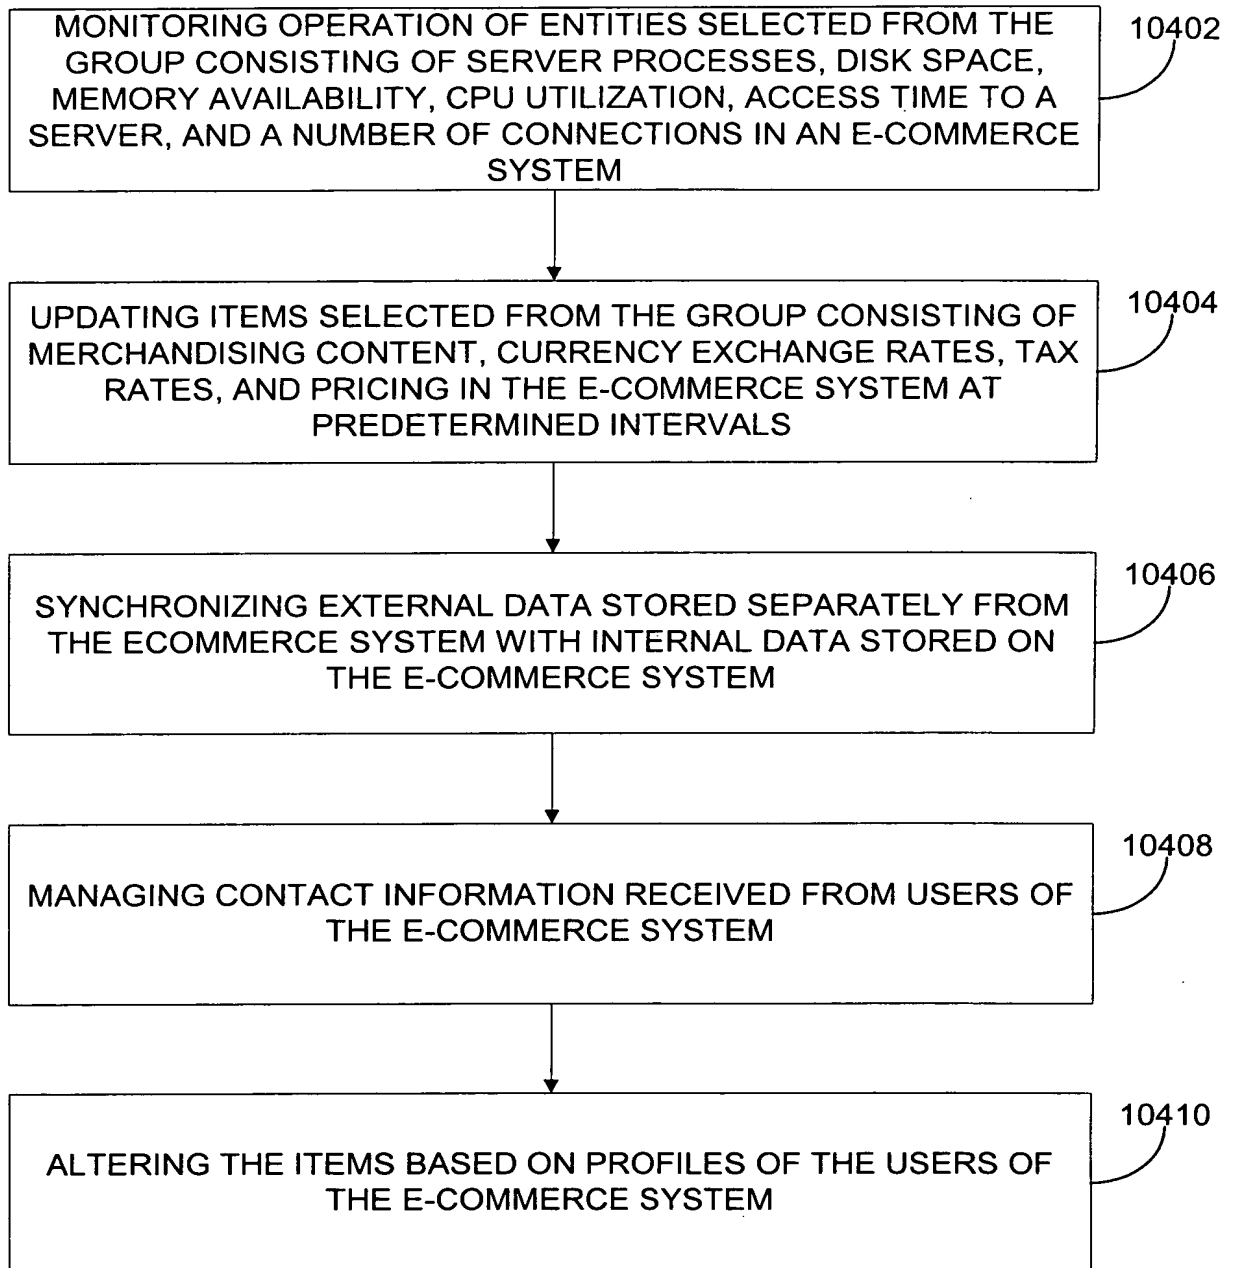 MONITORING OPERATION OF ENTITIES SELECTED FROM THE
GROUP CONSISTING OF SERVER PROCESSES, DISK SPACE,
MEMORY AVAILABILITY, CPU UTILIZATION, ACCESS TIME TO A
SERVER, AND A NUMBER OF CONNECTIONS IN AN E-COMMERCE
SYSTEM
10402
UPDATING ITEMS SELECTED FROM THE GROUP CONSISTING OF
MERCHANDISING CONTENT, CURRENCY EXCHANGE RATES, TAX
RATES, AND PRICING IN THE E-COMMERCE SYSTEM AT
PREDETERMINED INTERVALS
10404
SYNCHRONIZING EXTERNAL DATA STORED SEPARATELY FROM
THE ECOMMERCE SYSTEM WITH INTERNAL DATA STORED ON
THE E-COMMERCE SYSTEM
10406
MANAGING CONTACT INFORMATION RECEIVED FROM USERS OF
THE E-COMMERCE SYSTEM
10408
ALTERING THE ITEMS BASED ON PROFILES OF THE USERS OF
THE E-COMMERCE SYSTEM
10410